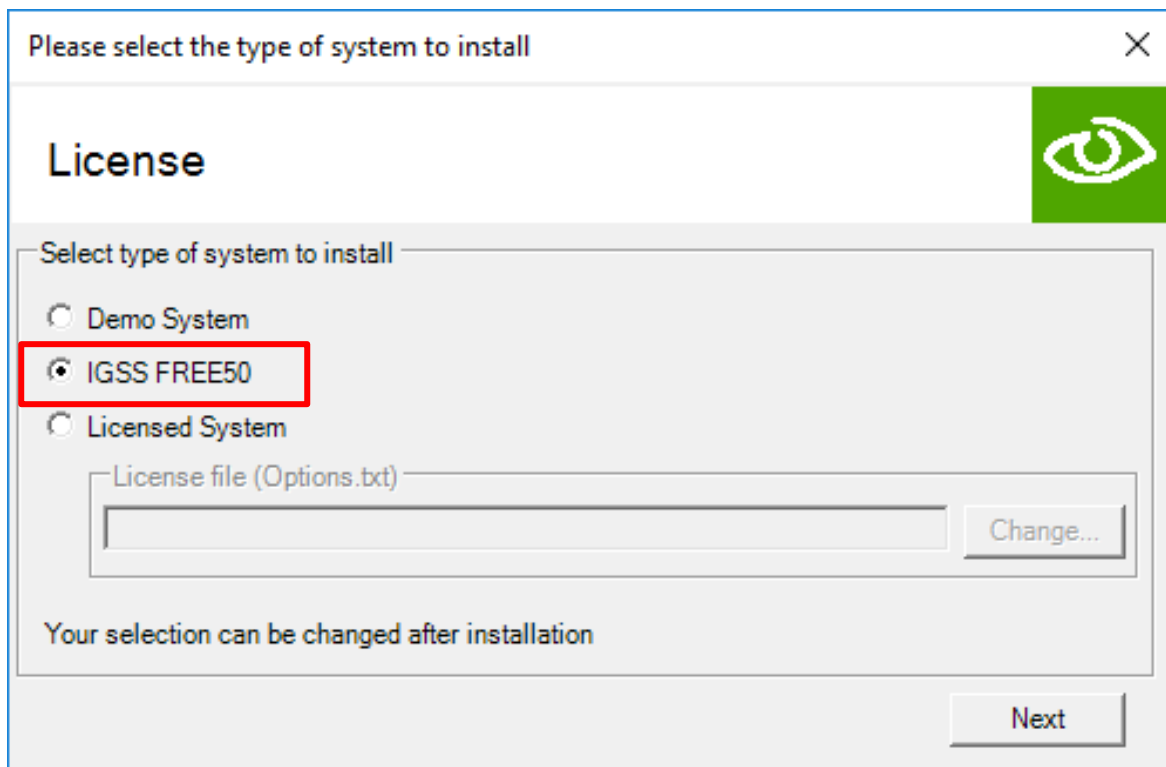 Please select the type of system to install
License
Select type of system to install
Demo System
IGSS FREE50
Licensed System
License file (Options.txt)
Change...
Your selection can be changed after installation
Next